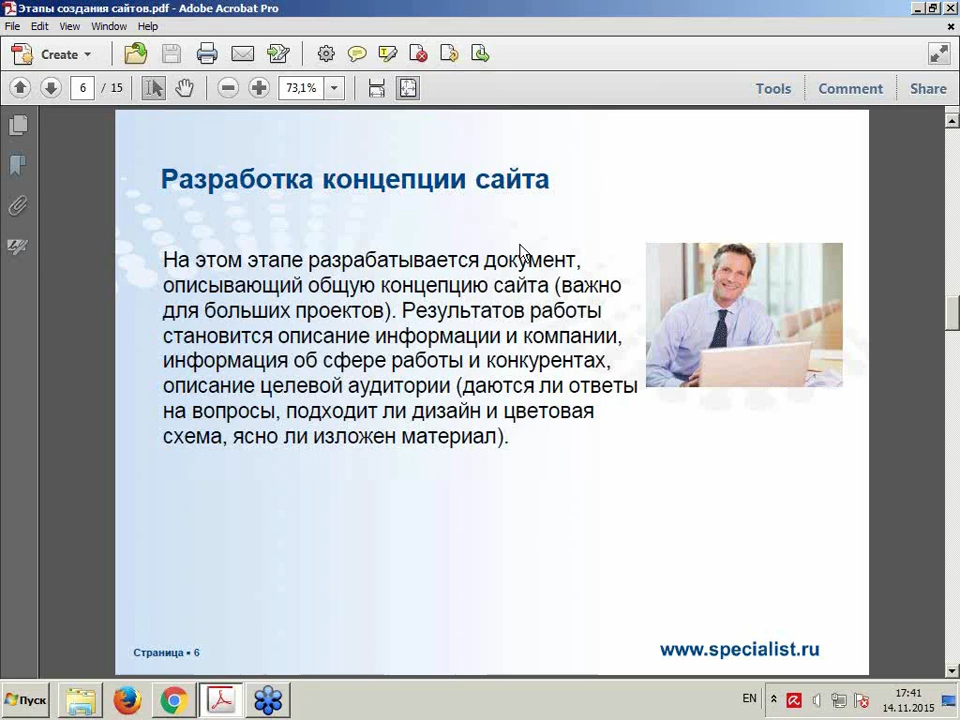 Этапы создания сайтов.pdf - Adobe Acrobat Pro
File Edit View Window Help
Create
6 / 15 73,1% Tools Comment Share
Разработка концепции сайта
На этом этапе разрабатывается документ,
описывающий общую концепцию сайта (важно
для больших проектов). Результатов работы
становится описание информации и компании,
информация об сфере работы и конкурентах,
описание целевой аудитории (даются ли ответы
на вопросы, подходит ли дизайн и цветовая
схема, ясно ли изложен материал).
Страница ▪ 6
www.specialist.ru
Пуск
EN
17:41
14.11.2015